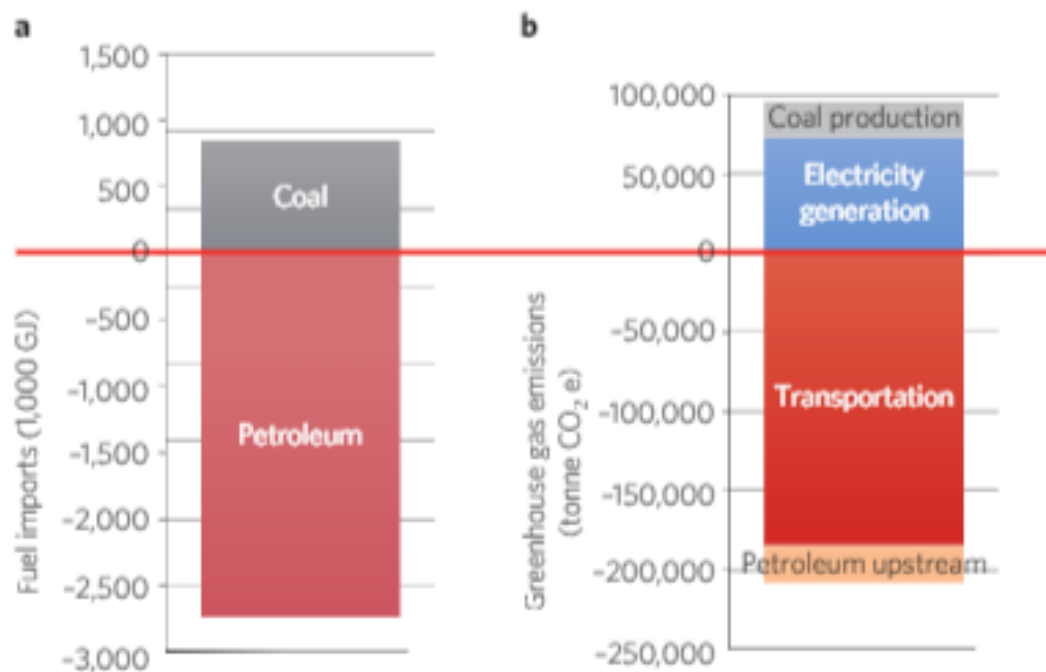 a
1,500
1,000
500
0
-500
-1,000
-1,500
-2,000
-2,500
-3,000
Fuel imports (1,000 GJ)
Coal
Petroleum
b
100,000
50,000
0
-50,000
-100,000
-150,000
-200,000
-250,000
Greenhouse gas emissions
(tonne CO₂ e)
Coal production
Electricity
generation
Transportation
Petroleum upstream